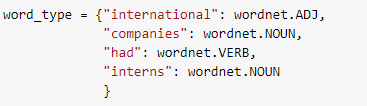 word_type = {"international": wordnet.ADJ,
"companies": wordnet.NOUN,
"had": wordnet.VERB,
"interns": wordnet.NOUN
}